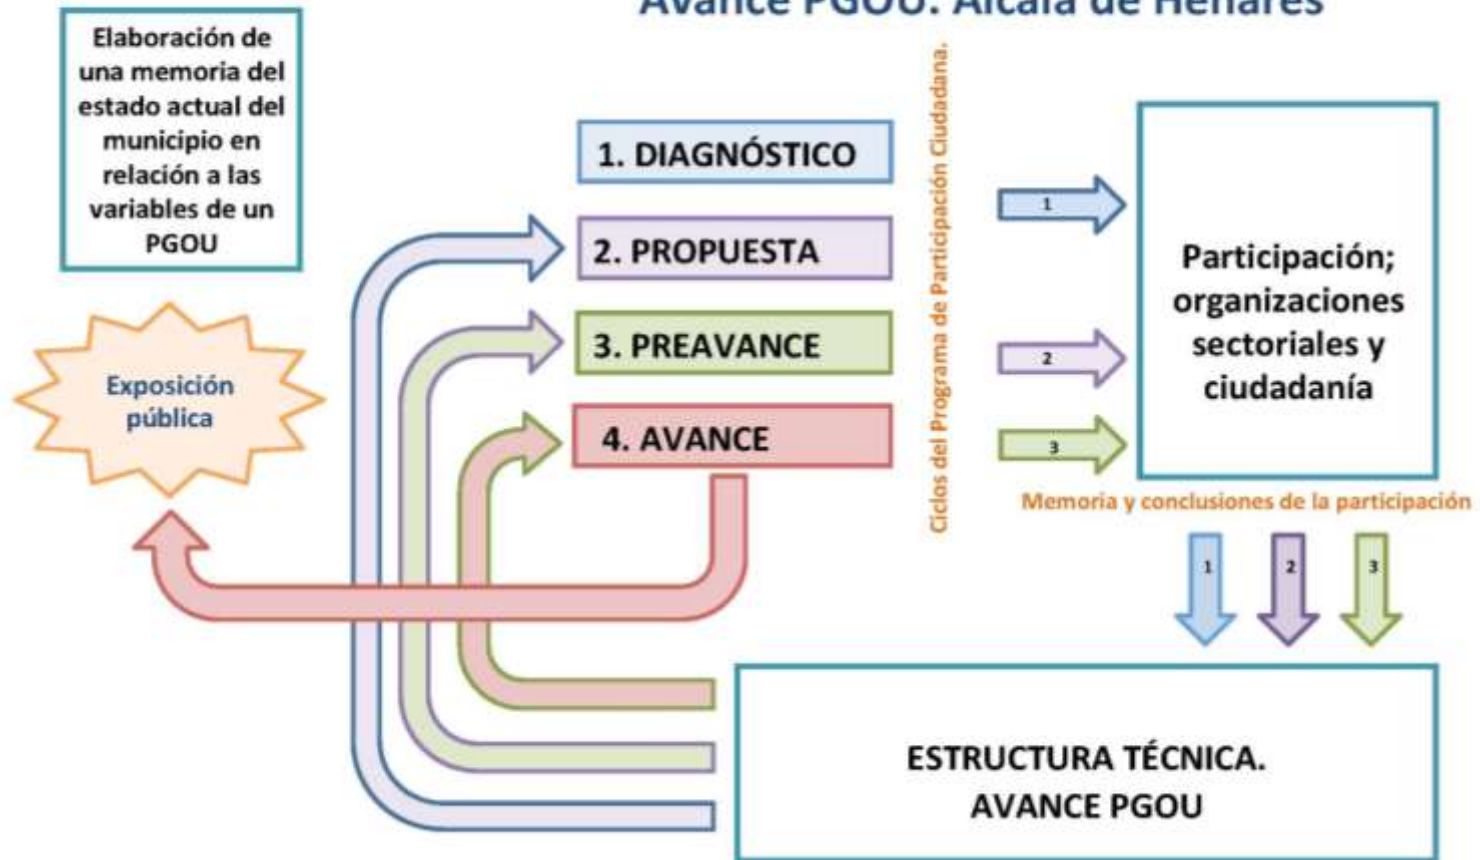 Avance PGOU. Alcalá de Henares
Elaboración de
una memoria del
estado actual del
municipio en
relación a las
variables de un
PGOU
Exposición
pública
1. DIAGNÓSTICO
2. PROPUESTA
3. PREAVANCE
4. AVANCE
Ciclos del Programa de Participación Ciudadana.
1
2
3
Participación;
organizaciones
sectoriales y
ciudadanía
Memoria y conclusiones de la participación
1 2 3
ESTRUCTURA TÉCNICA.
AVANCE PGOU